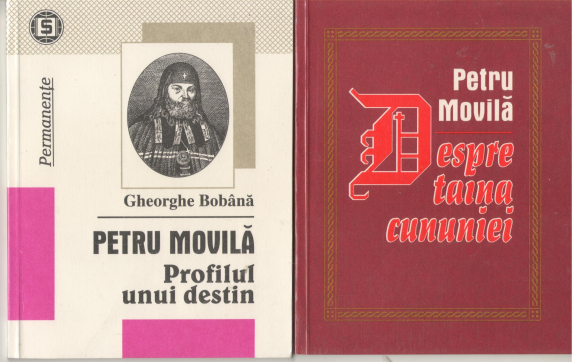 Permanențe
Gheorghe Bobână
PETRU MOVILĂ
Profilul
unui destin
Petru
Movilă
Despre
taina
cununiei